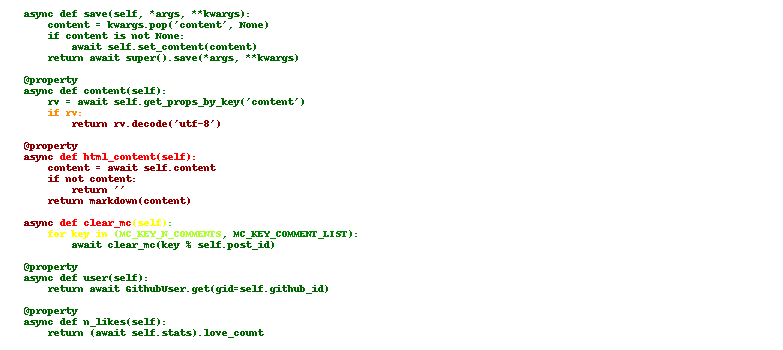 async def save(self, *args, **kwargs):
content = kwargs.pop('content', None)
if content is not None:
await self.set_content(content)
return await super().save(*args, **kwargs)
@property
async def content(self):
rv = await self.get_props_by_key('content')
if rv:
return rv.decode('utf-8')
@property
async def html_content(self):
content = await self.content
if not content:
return ''
return markdown(content)
async def clear_mc(self):
for key in (MC_KEY_N_COMMENTS, MC_KEY_COMMENT_LIST):
await clear_mc(key % self.post_id)
@property
async def user(self):
return await GithubUser.get(gid=self.github_id)
@property
async def n_likes(self):
return (await self.stats).love_count